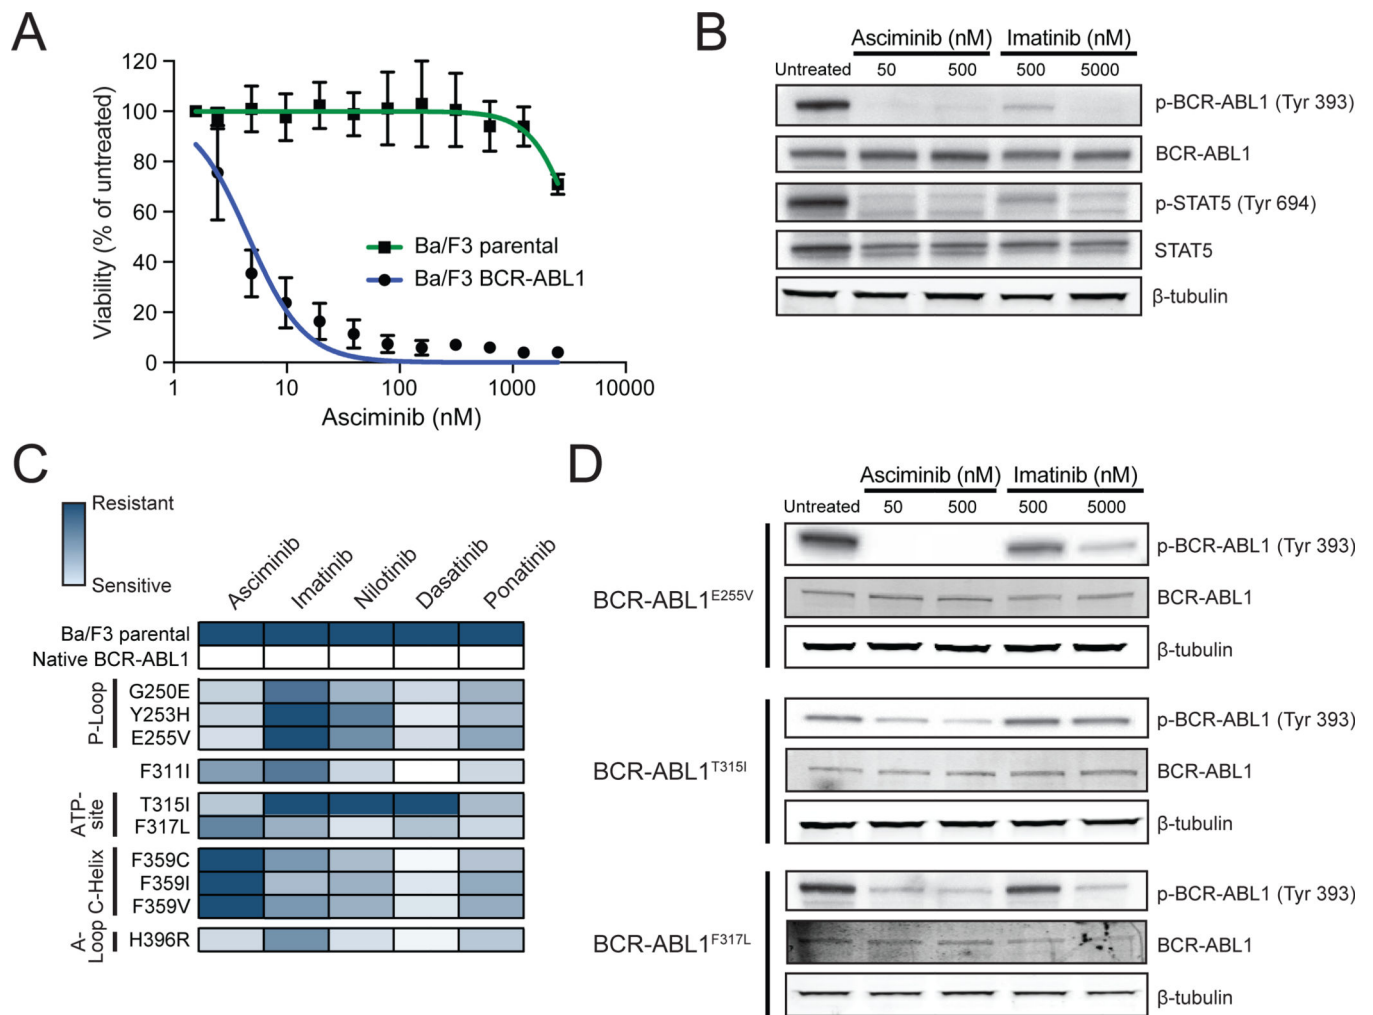 A
120
100
80
60
40
20
0
Viability (% of untreated)
Ba/F3 parental
Ba/F3 BCR-ABL1
1 10 100 1000 10000
Asciminib (nM)
B
Asciminib (nM) Imatinib (nM)
Untreated 50 500 500 5000
p-BCR-ABL1 (Tyr 393)
BCR-ABL1
p-STAT5 (Tyr 694)
STAT5
β-tubulin
C
Resistant
Sensitive
Asciminib Imatinib Nilotinib Dasatinib Ponatinib
Ba/F3 parental
Native BCR-ABL1
P-Loop
G250E
Y253H
E255V
F311I
ATP-
site
T315I
F317L
C-Helix
F359C
F359I
F359V
A-
Loop
H396R
D
Asciminib (nM) Imatinib (nM)
Untreated 50 500 500 5000
BCR-ABL1E255V
p-BCR-ABL1 (Tyr 393)
BCR-ABL1
β-tubulin
BCR-ABL1T315I
p-BCR-ABL1 (Tyr 393)
BCR-ABL1
β-tubulin
BCR-ABL1F317L
p-BCR-ABL1 (Tyr 393)
BCR-ABL1
β-tubulin